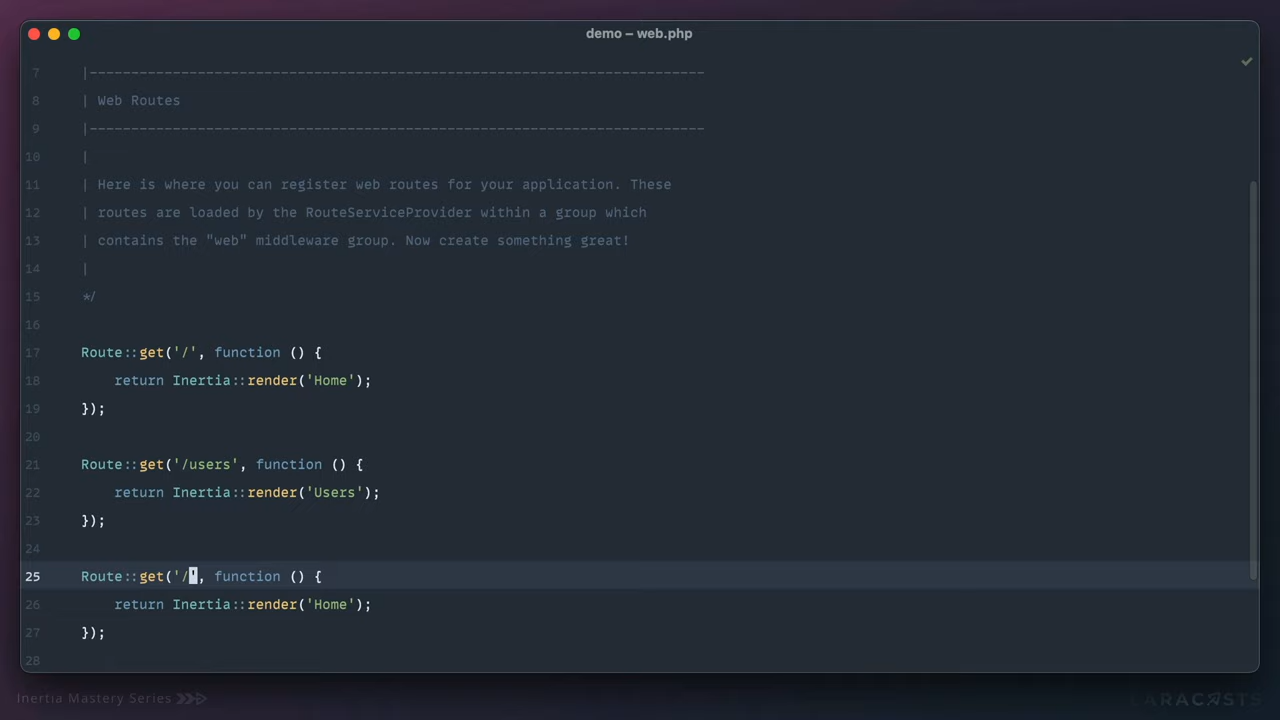 demo – web.php
7 |--------------------------------------------------------------------------
8 | Web Routes
9 |--------------------------------------------------------------------------
10 |
11 | Here is where you can register web routes for your application. These
12 | routes are loaded by the RouteServiceProvider within a group which
13 | contains the "web" middleware group. Now create something great!
14 |
15 */
16
17 Route::get('/', function () {
18     return Inertia::render('Home');
19 });
20
21 Route::get('/users', function () {
22     return Inertia::render('Users');
23 });
24
25 Route::get('/', function () {
26     return Inertia::render('Home');
27 });
28
Inertia Mastery Series
LARACASTS